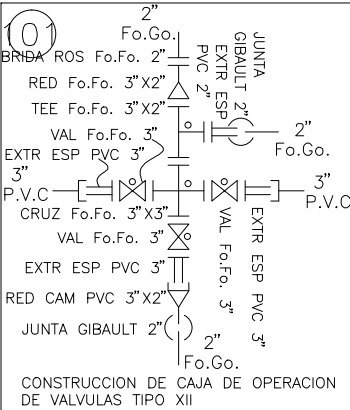 101
2"
Fo.Go.
BRIDA ROS Fo.Fo. 2"
RED Fo.Fo. 3"X2"
TEE Fo.Fo. 3"X2"
JUNTA
GIBAULT 2"
EXTR ESP
PVC 2"
2"
Fo.Go.
VAL Fo.Fo. 3"
EXTR ESP PVC 3"
3"
P.V.C
3"
P.V.C
CRUZ Fo.Fo. 3"X3"
VAL Fo.Fo. 3"
VAL Fo.Fo. 3"
EXTR ESP PVC 3"
EXTR ESP PVC 3"
RED CAM PVC 3"X2"
JUNTA GIBAULT 2"
2"
Fo.Go.
CONSTRUCCION DE CAJA DE OPERACION
DE VALVULAS TIPO XII